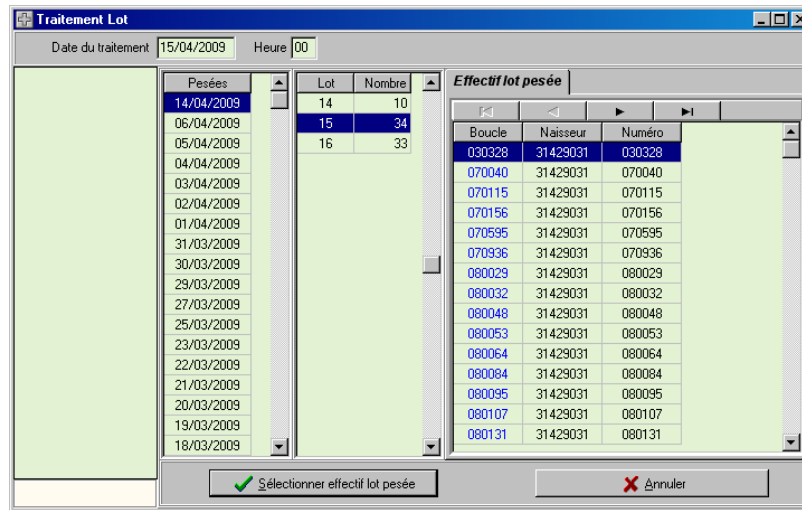 Traitement Lot
Date du traitement 15/04/2009 Heure 00
Pesées
14/04/2009
06/04/2009
05/04/2009
04/04/2009
03/04/2009
02/04/2009
01/04/2009
31/03/2009
30/03/2009
29/03/2009
27/03/2009
25/03/2009
23/03/2009
22/03/2009
21/03/2009
20/03/2009
19/03/2009
18/03/2009
Lot Nombre
14 10
15 34
16 33
Effectif lot pesée
Boucle Naisseur Numéro
030328 31429031 030328
070040 31429031 070040
070115 31429031 070115
070156 31429031 070156
070595 31429031 070595
070936 31429031 070936
080029 31429031 080029
080032 31429031 080032
080048 31429031 080048
080053 31429031 080053
080064 31429031 080064
080084 31429031 080084
080095 31429031 080095
080107 31429031 080107
080131 31429031 080131
Sélectionner effectif lot pesée
Annuler